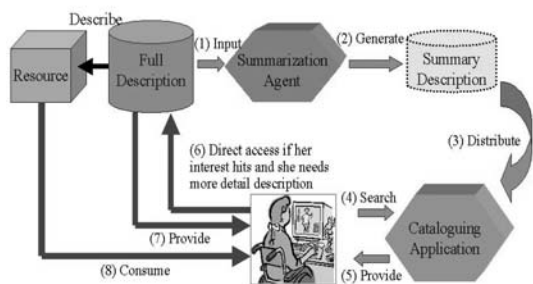 Describe
Resource
Full
Description
(1) Input
Summarization
Agent
(2) Generate
Summary
Description
(3) Distribute
(6) Direct access if her
interest hits and she needs
more detail description
(4) Search
Cataloguing
Application
(7) Provide
(5) Provide
(8) Consume